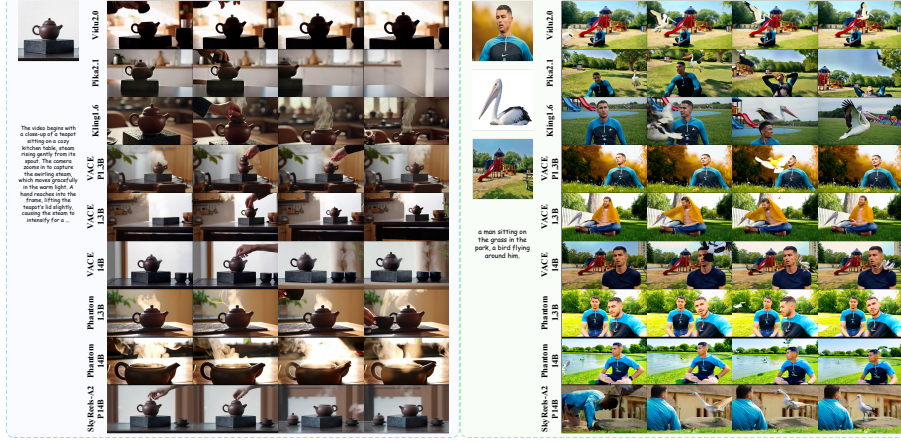 The video begins with
a close-up of a teapot
sitting on a cozy
kitchen table, steam
rising gently from its
spout. The camera
zooms in to capture
the swirling steam,
which moves gracefully
in the warm light. A
hand reaches into the
frame, lifting the
teapot's lid slightly,
causing the steam to
intensify for a ...
Vidu2.0
Pika2.1
Kling1.6
VACE
P1.3B
VACE
1.3B
VACE
14B
Phantom
1.3B
Phantom
14B
SkyReels-A2
P14B
a man sitting on
the grass in the
park, a bird flying
around him,
Vidu2.0
Pika2.1
Kling1.6
VACE
P1.3B
VACE
1.3B
VACE
14B
Phantom
1.3B
Phantom
14B
SkyReels-A2
P14B